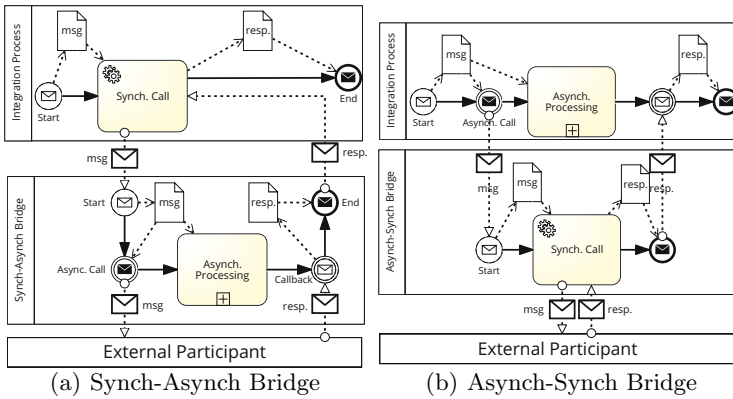 Integration Process
msg
resp.
Synch. Call
Start
End
msg
resp.
Synch-Asynch Bridge
Start
msg
resp.
End
Async. Call
Asynch.
Processing
Callback
msg
resp.
External Participant
(a) Synch-Asynch Bridge
Integration Process
msg
resp.
Asynch.
Processing
Start
Asynch. Call
Asynch-Synch Bridge
msg
msg
resp.
resp.
Synch. Call
Start
msg
resp.
External Participant
(b) Asynch-Synch Bridge